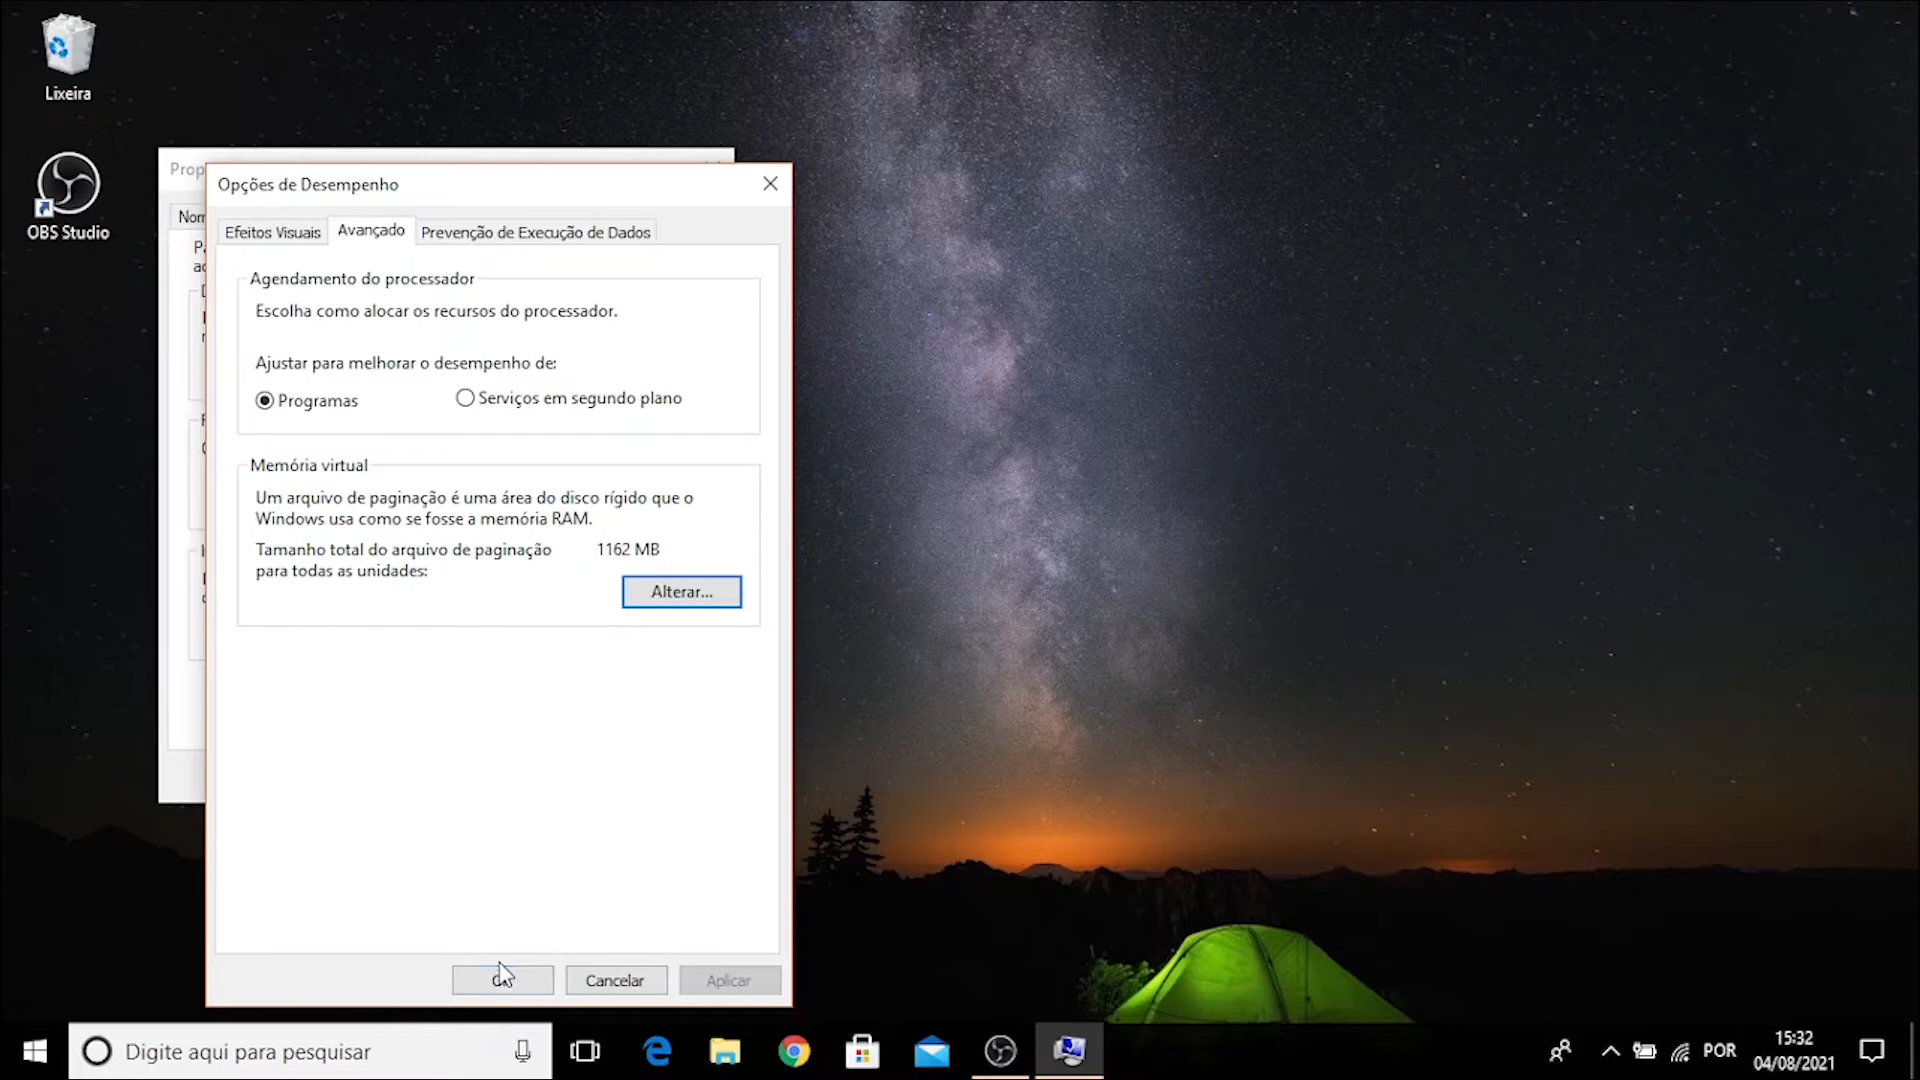 Lixeira
OBS Studio
Opções de Desempenho
Efeitos Visuais
Avançado
Prevenção de Execução de Dados
Agendamento do processador
Escolha como alocar os recursos do processador.
Ajustar para melhorar o desempenho de:
Programas
Serviços em segundo plano
Memória virtual
Um arquivo de paginação é uma área do disco rígido que o
Windows usa como se fosse a memória RAM.
Tamanho total do arquivo de paginação 1162 MB
para todas as unidades:
Alterar...
Cancelar
Aplicar
Digite aqui para pesquisar
POR
15:32
04/08/2021